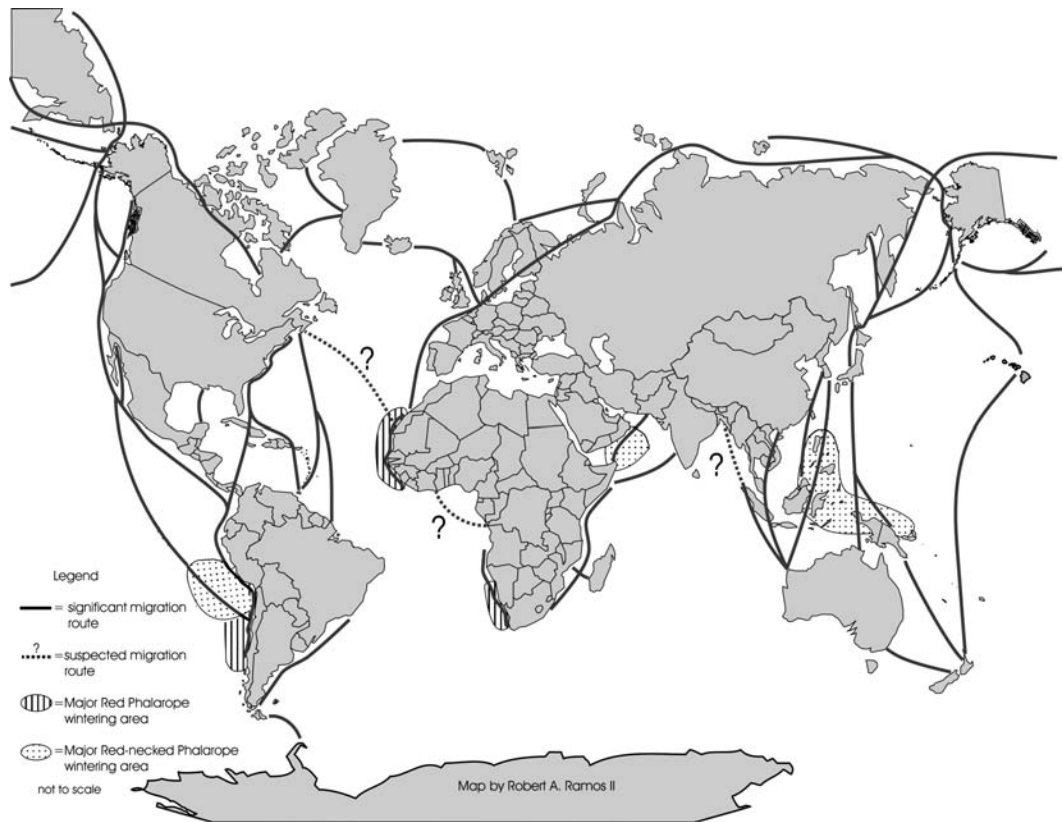 ?
?
?
Legend
= significant migration
route
?
= suspected migration
route
= Major Red Phalarope
wintering area
= Major Red-necked Phalarope
wintering area
not to scale
Map by Robert A. Ramos II